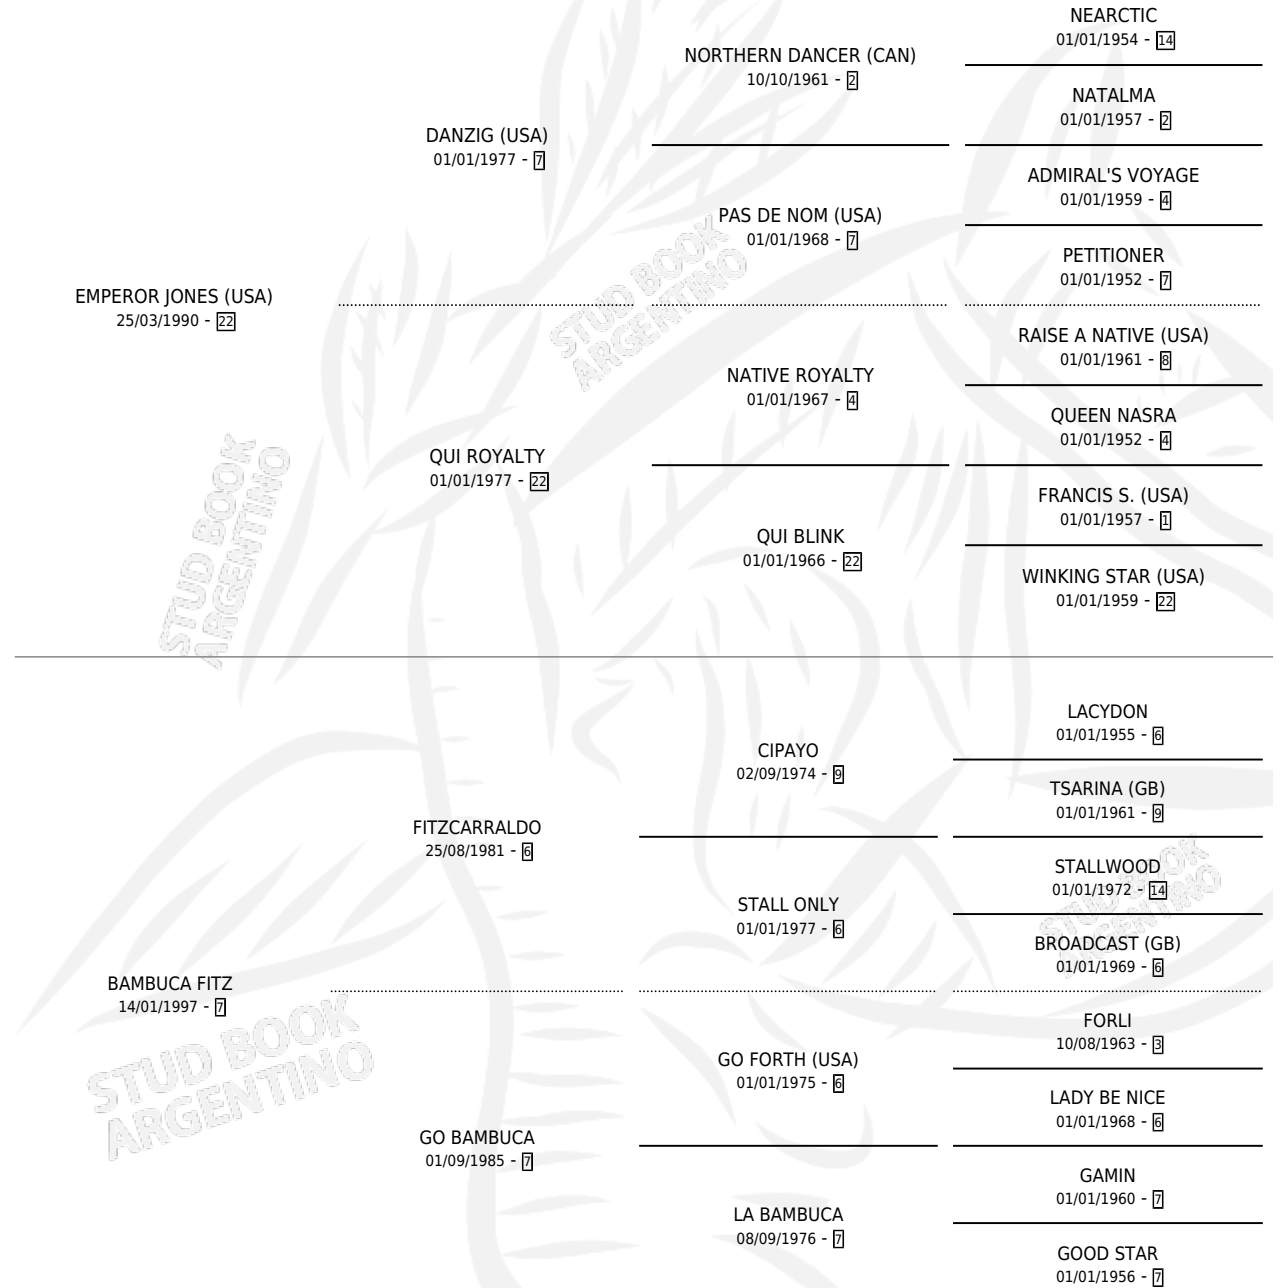 NEARCTIC
01/01/1954 - 14
NORTHERN DANCER (CAN)
10/10/1961 - 2
NATALMA
01/01/1957 - 2
DANZIG (USA)
01/01/1977 - 7
ADMIRAL'S VOYAGE
01/01/1959 - 4
PAS DE NOM (USA)
01/01/1968 - 7
PETITIONER
01/01/1952 - 7
EMPEROR JONES (USA)
25/03/1990 - 22
STUD BOOK
ARGENTINO
RAISE A NATIVE (USA)
01/01/1961 - 8
NATIVE ROYALTY
01/01/1967 - 4
QUEEN NASRA
01/01/1952 - 4
QUI ROYALTY
01/01/1977 - 22
FRANCIS S. (USA)
01/01/1957 - 1
QUI BLINK
01/01/1966 - 22
WINKING STAR (USA)
01/01/1959 - 22
STUD BOOK
ARGENTINO
LACYDON
01/01/1955 - 6
CIPAYO
02/09/1974 - 9
TSARINA (GB)
01/01/1961 - 9
FITZCARRALDO
25/08/1981 - 6
STALLWOOD
01/01/1972 - 14
STUD BOOK
ARGENTINO
STALL ONLY
01/01/1977 - 6
BROADCAST (GB)
01/01/1969 - 6
BAMBUCA FITZ
14/01/1997 - 7
FORLI
10/08/1963 - 3
GO FORTH (USA)
01/01/1975 - 6
LADY BE NICE
01/01/1968 - 6
STUD BOOK
ARGENTINO
GO BAMBUCA
01/09/1985 - 7
GAMIN
01/01/1960 - 7
LA BAMBUCA
08/09/1976 - 7
GOOD STAR
01/01/1956 - 7